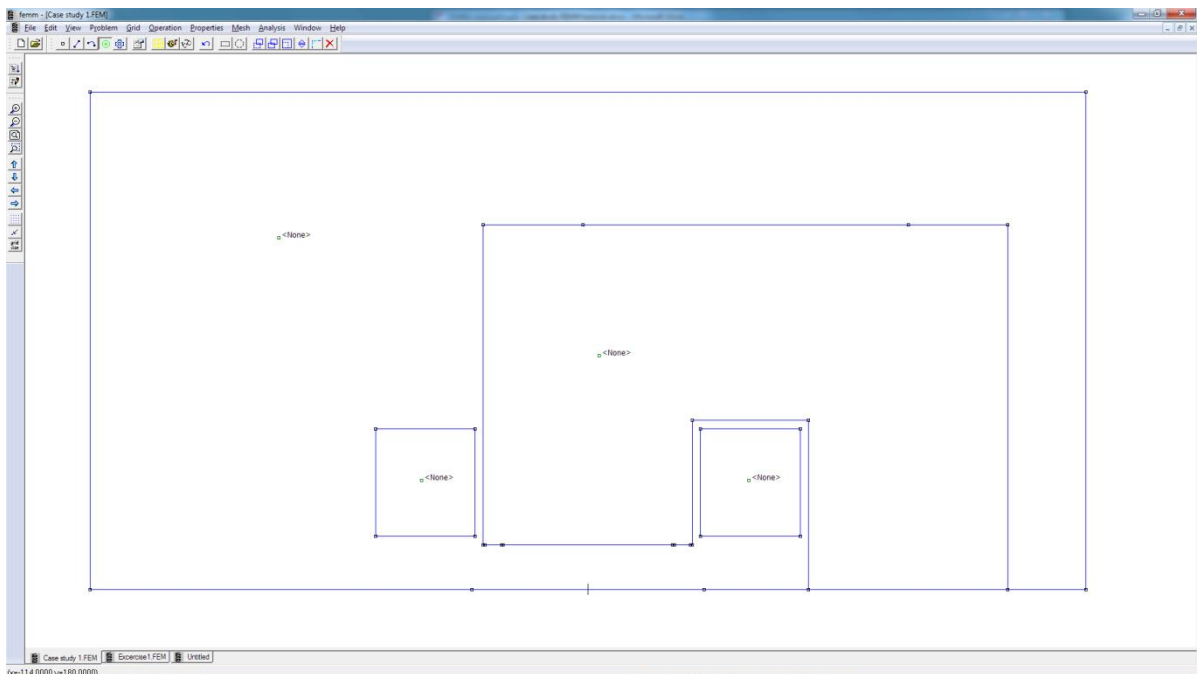 femm - [Case study 1.FEM]
File Edit View Problem Grid Operation Properties Mesh Analysis Window Help
<None>
<None>
<None>
<None>
Case study 1.FEM Excercise1.FEM Untitled
(x=-114.0000,y=180.0000)